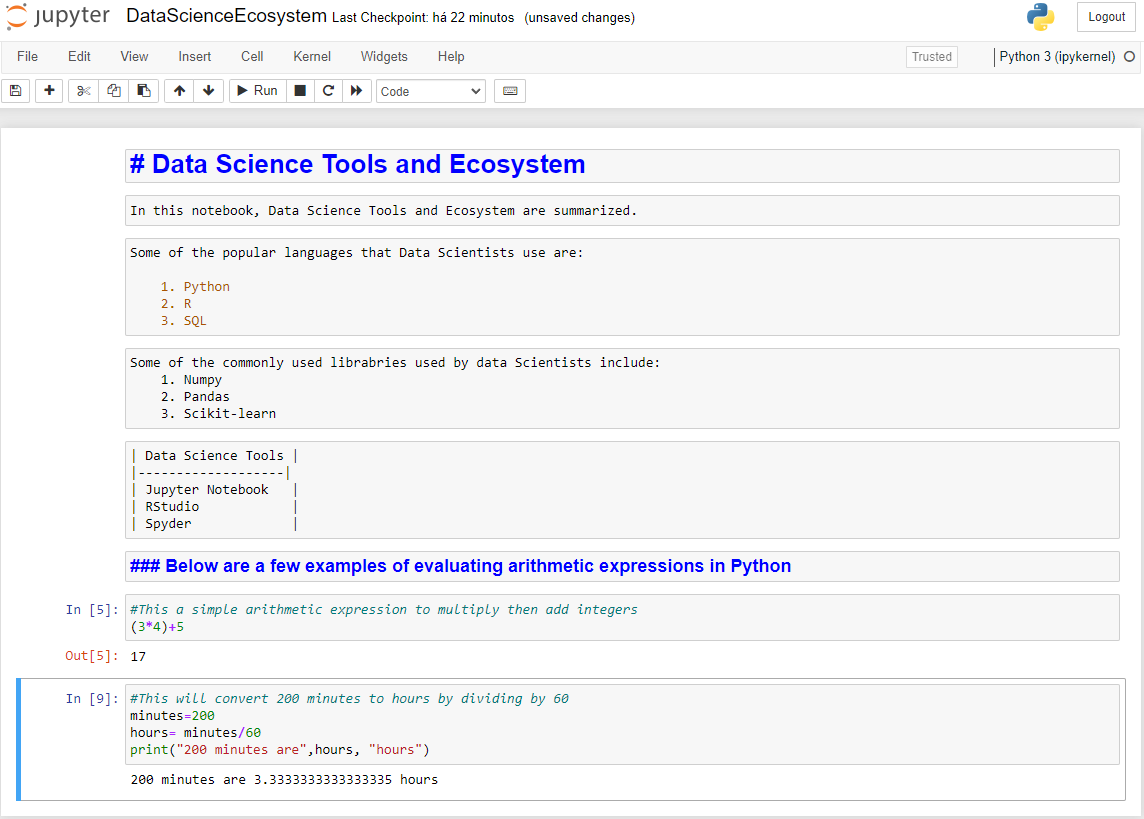 jupyter DataScienceEcosystem Last Checkpoint: há 22 minutos (unsaved changes) Logout
File Edit View Insert Cell Kernel Widgets Help Trusted Python 3 (ipykernel)
Run Code
# Data Science Tools and Ecosystem
In this notebook, Data Science Tools and Ecosystem are summarized.
Some of the popular languages that Data Scientists use are:
1. Python
2. R
3. SQL
Some of the commonly used librabries used by data Scientists include:
1. Numpy
2. Pandas
3. Scikit-learn
| Data Science Tools |
|-------------------|
| Jupyter Notebook   |
| RStudio            |
| Spyder             |
### Below are a few examples of evaluating arithmetic expressions in Python
In [5]: #This a simple arithmetic expression to multiply then add integers
(3*4)+5
Out[5]: 17
In [9]: #This will convert 200 minutes to hours by dividing by 60
minutes=200
hours= minutes/60
print("200 minutes are",hours, "hours")
200 minutes are 3.3333333333333335 hours